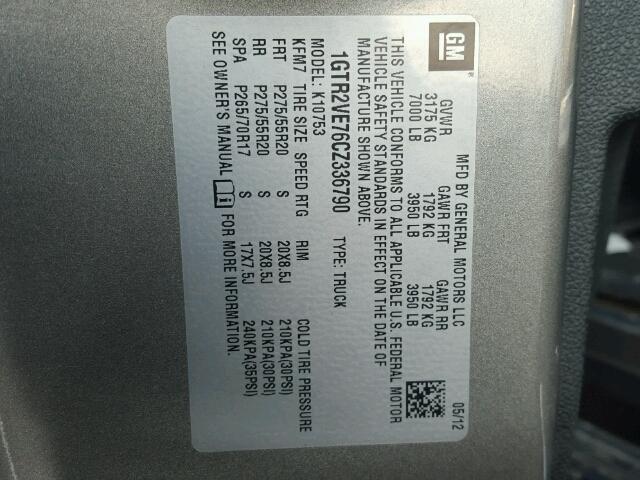 GM
MFD BY GENERAL MOTORS LLC 05/12
GVWR GAWR FRT GAWR RR
3175 KG 1792 KG 1792 KG
7000 LB 3950 LB 3950 LB
THIS VEHICLE CONFORMS TO ALL APPLICABLE U.S. FEDERAL MOTOR
VEHICLE SAFETY STANDARDS IN EFFECT ON THE DATE OF
MANUFACTURE SHOWN ABOVE.
1GTR2VE76CZ336790 TYPE: TRUCK
MODEL: K10753
KFM7 TIRE SIZE SPEED RTG RIM COLD TIRE PRESSURE
FRT P275/55R20 S 20X8.5J 210KPA(30PSI)
RR P275/55R20 S 20X8.5J 210KPA(30PSI)
SPA P265/70R17 S 17X7.5J 240KPA(35PSI)
SEE OWNER'S MANUAL i FOR MORE INFORMATION.